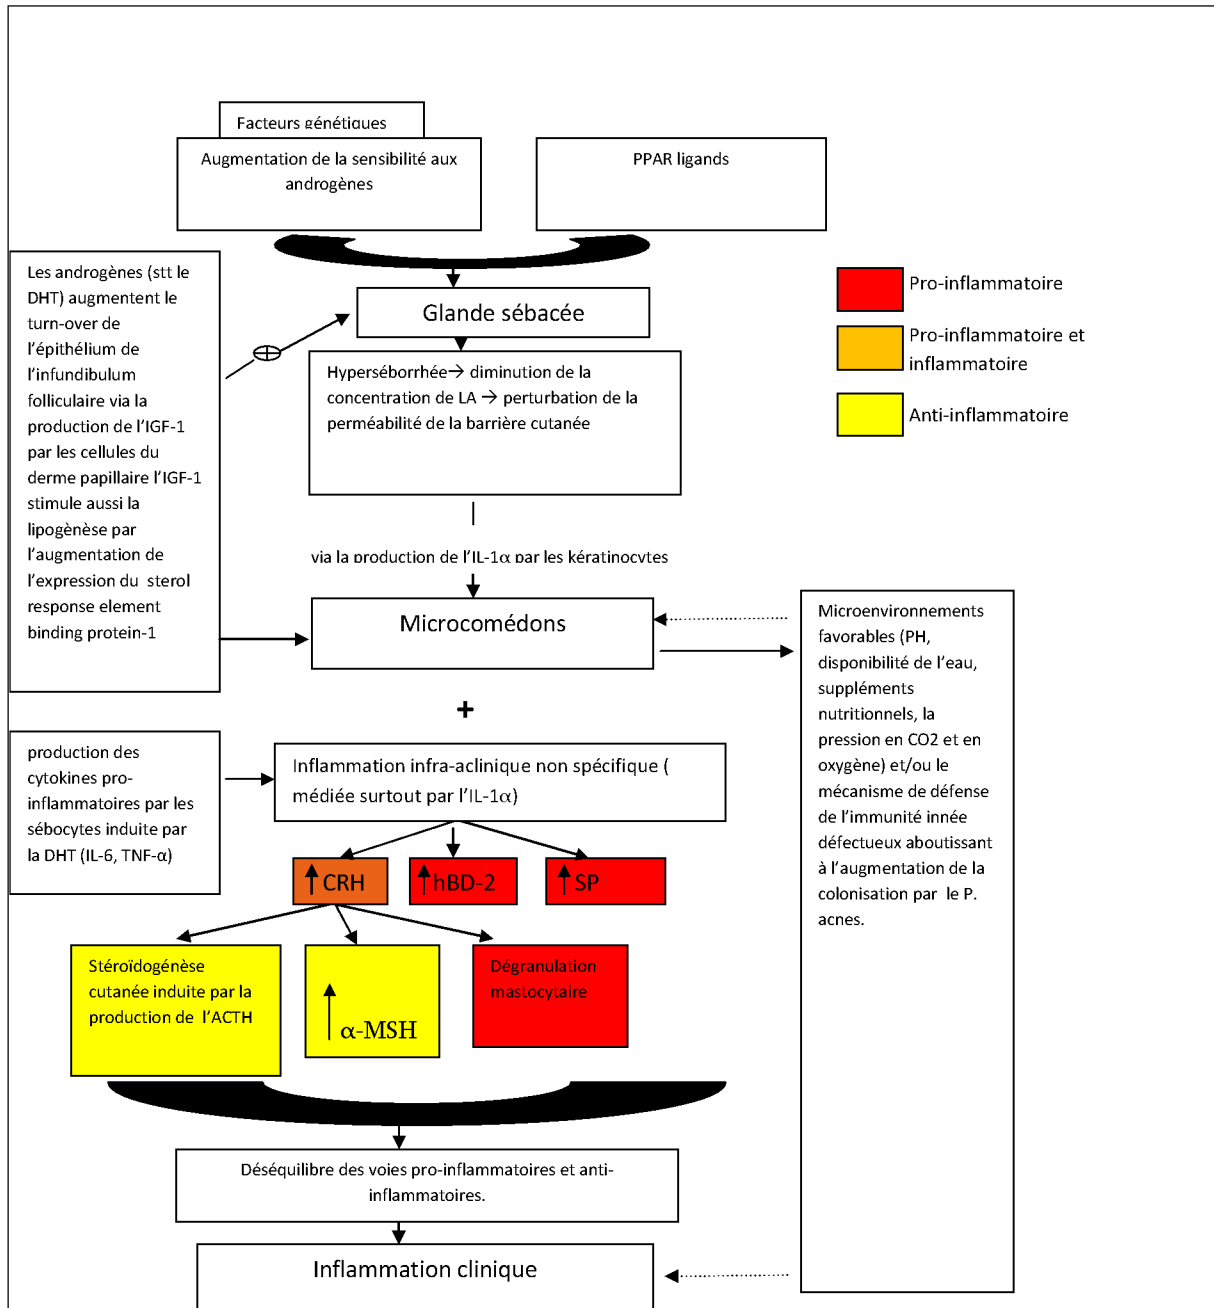 Facteurs génétiques
Augmentation de la sensibilité aux
androgènes
PPAR ligands
Les androgènes (stt le
DHT) augmentent le
turn-over de
l’épithélium de
l’infundibulum
folliculaire via la
production de l’IGF-1
par les cellules du
derme papillaire l’IGF-1
stimule aussi la
lipogènèse par
l’augmentation de
l’expression du sterol
response element
binding protein-1
Glande sébacée
Hyperséborrhée→ diminution de la
concentration de LA → perturbation de la
perméabilité de la barrière cutanée
Pro-inflammatoire
Pro-inflammatoire et
inflammatoire
Anti-inflammatoire
via la production de l’IL-1α par les kératinocytes
Microcomédons
+
Microenvironnements
favorables (PH,
disponibilité de l’eau,
suppléments
nutritionnels, la
pression en CO2 et en
oxygène) et/ou le
mécanisme de défense
de l’immunité innée
défectueux aboutissant
à l’augmentation de la
colonisation par le P.
acnes.
production des
cytokines pro-
inflammatoires par les
sébocytes induite par
la DHT (IL-6, TNF-α)
Inflammation infra-aclinique non spécifique (
médiée surtout par l’IL-1α)
CRH
hBD-2
SP
Stéroïdogénèse
cutanée induite par la
production de l’ACTH
α-MSH
Dégranulation
mastocytaire
Déséquilibre des voies pro-inflammatoires et anti-
inflammatoires.
Inflammation clinique